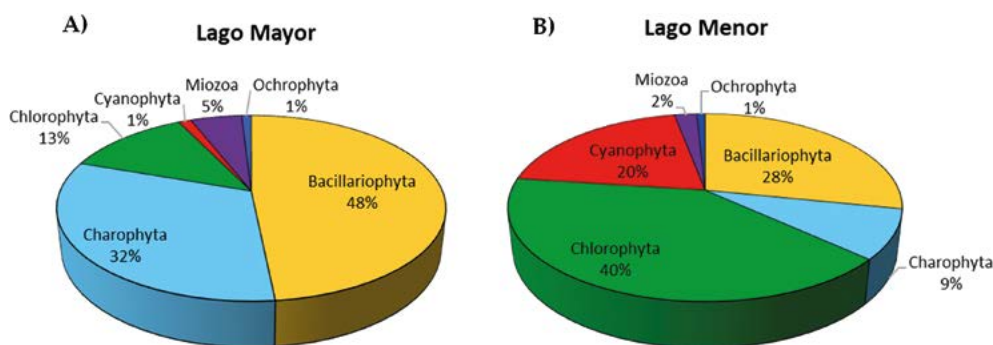 A)
Lago Mayor
Miozoa
5%
Ochrophyta
1%
Cyanophyta
1%
Chlorophyta
13%
Bacillariophyta
48%
Charophyta
32%
B)
Lago Menor
Miozoa
2%
Ochrophyta
1%
Cyanophyta
20%
Bacillariophyta
28%
Chlorophyta
40%
Charophyta
9%